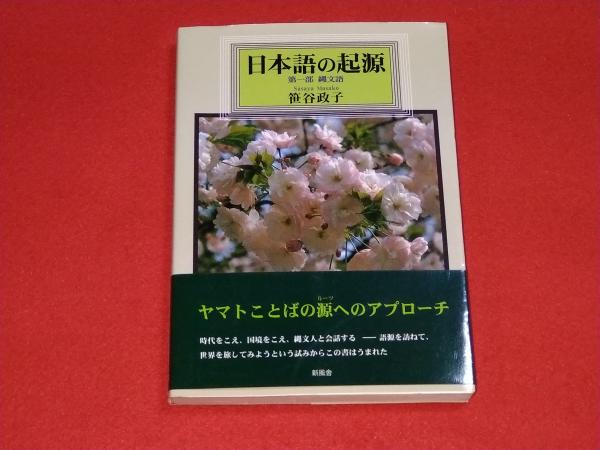 日本語の起源
第一部 縄文語
Sasaya Masako
笹谷政子
ルーツ
ヤマトことばの源へのアプローチ
時代をこえ、国境をこえ、縄文人と会話する ── 語源を訪ねて、
世界を旅してみようという試みからこの書はうまれた
新風舎